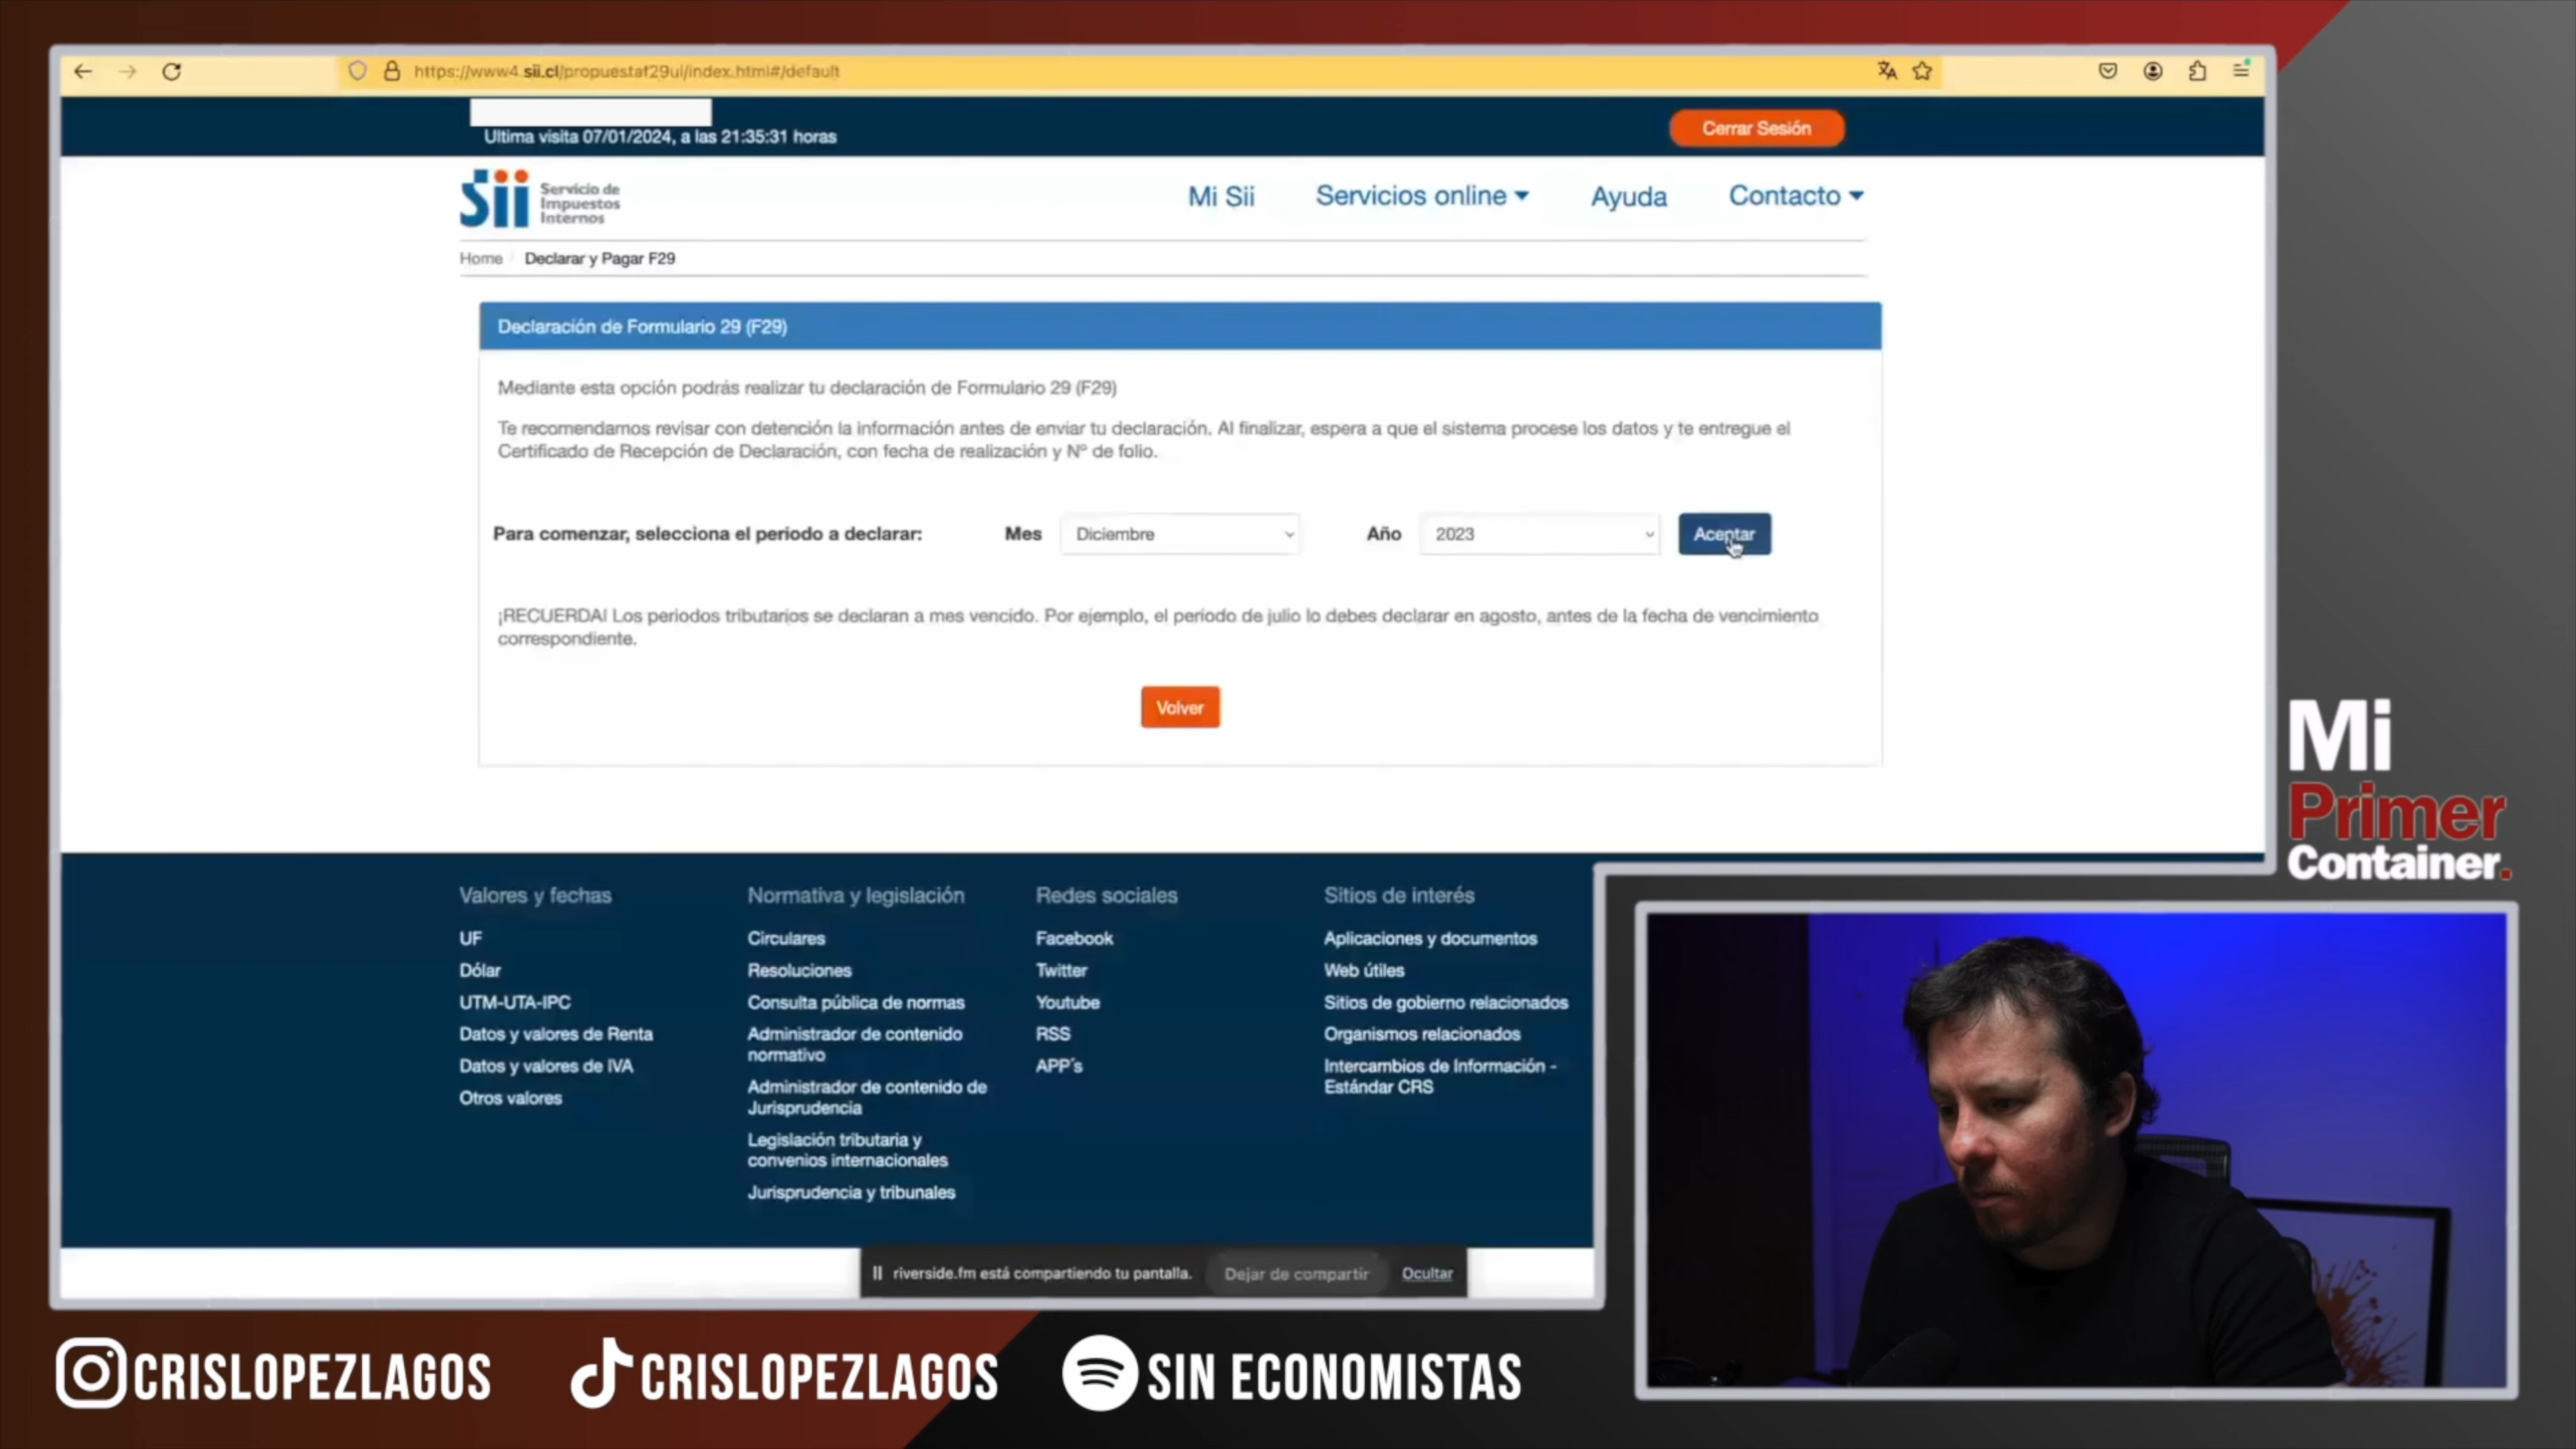 https://www4.sii.cl/propuestaf29ui/index.html#/default
Ultima visita 07/01/2024, a las 21:35:31 horas
Cerrar Sesión
Sii Servicio de
Impuestos
Internos
Mi Sii Servicios online Ayuda Contacto
Home / Declarar y Pagar F29
Declaración de Formulario 29 (F29)
Mediante esta opción podrás realizar tu declaración de Formulario 29 (F29)
Te recomendamos revisar con detención la información antes de enviar tu declaración. Al finalizar, espera a que el sistema procese los datos y te entregue el
Certificado de Recepción de Declaración, con fecha de realización y Nº de folio.
Para comenzar, selecciona el periodo a declarar: Mes Diciembre Año 2023 Aceptar
¡RECUERDA! Los periodos tributarios se declaran a mes vencido. Por ejemplo, el período de julio lo debes declarar en agosto, antes de la fecha de vencimiento
correspondiente.
Volver
Mi
Primer
Container.
Valores y fechas
UF
Dólar
UTM-UTA-IPC
Datos y valores de Renta
Datos y valores de IVA
Otros valores
Normativa y legislación
Circulares
Resoluciones
Consulta pública de normas
Administrador de contenido
normativo
Administrador de contenido de
Jurisprudencia
Legislación tributaria y
convenios internacionales
Jurisprudencia y tribunales
Redes sociales
Facebook
Twitter
Youtube
RSS
APP´s
Sitios de interés
Aplicaciones y documentos
Web útiles
Sitios de gobierno relacionados
Organismos relacionados
Intercambios de Información -
Estándar CRS
riverside.fm está compartiendo tu pantalla. Dejar de compartir Ocultar
CRISLOPEZLAGOS CRISLOPEZLAGOS SIN ECONOMISTAS